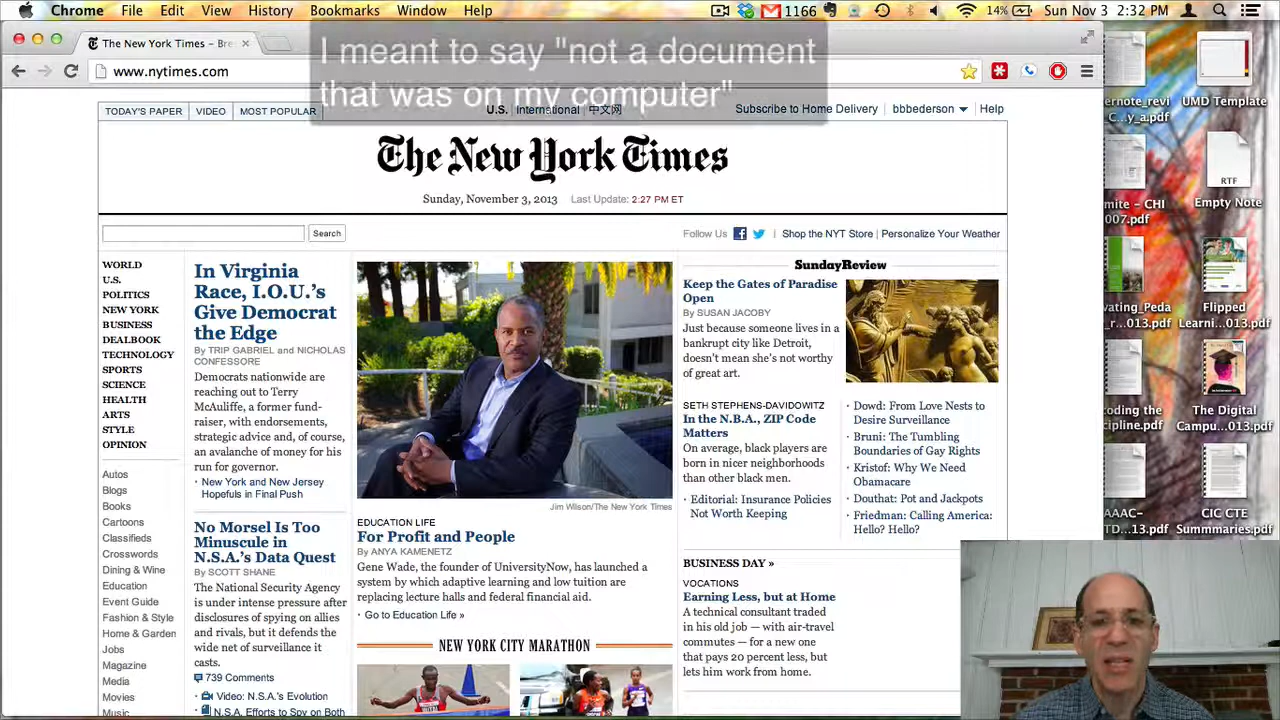 Chrome File Edit View History Bookmarks Window Help 1166 14% Sun Nov 3 2:32 PM
The New York Times - Bre
I meant to say "not a document
that was on my computer"
www.nytimes.com
TODAY'S PAPER VIDEO MOST POPULAR U.S. International 中文网 Subscribe to Home Delivery bbbederson Help
The New York Times
Sunday, November 3, 2013 Last Update: 2:27 PM ET
Search
Follow Us Shop the NYT Store Personalize Your Weather
WORLD
U.S.
POLITICS
NEW YORK
BUSINESS
DEALBOOK
TECHNOLOGY
SPORTS
SCIENCE
HEALTH
ARTS
STYLE
OPINION
Autos
Blogs
Books
Cartoons
Classifieds
Crosswords
Dining & Wine
Education
Event Guide
Fashion & Style
Home & Garden
Jobs
Magazine
Media
Movies
Music
In Virginia
Race, I.O.U.'s
Give Democrat
the Edge
By TRIP GABRIEL and NICHOLAS
CONFESSORE
Democrats nationwide are
reaching out to Terry
McAuliffe, a former fund-
raiser, with endorsements,
strategic advice and, of course,
an avalanche of money for his
run for governor.
New York and New Jersey
Hopefuls in Final Push
No Morsel Is Too
Minuscule in
N.S.A.'s Data Quest
By SCOTT SHANE
The National Security Agency
is under intense pressure after
disclosures of spying on allies
and rivals, but it defends the
wide net of surveillance it
casts.
739 Comments
Video: N.S.A.'s Evolution
N.S.A. Efforts to Spy on Both
Jim Wilson/The New York Times
EDUCATION LIFE
For Profit and People
By ANYA KAMENETZ
Gene Wade, the founder of UniversityNow, has launched a
system by which adaptive learning and low tuition are
replacing lecture halls and federal financial aid.
Go to Education Life »
NEW YORK CITY MARATHON
SundayReview
Keep the Gates of Paradise
Open
By SUSAN JACOBY
Just because someone lives in a
bankrupt city like Detroit,
doesn't mean she's not worthy
of great art.
SETH STEPHENS-DAVIDOWITZ
In the N.B.A., ZIP Code
Matters
On average, black players are
born in nicer neighborhoods
than other black men.
Editorial: Insurance Policies
Not Worth Keeping
Dowd: From Love Nests to
Desire Surveillance
Bruni: The Tumbling
Boundaries of Gay Rights
Kristof: Why We Need
Obamacare
Douthat: Pot and Jackpots
Friedman: Calling America:
Hello? Hello?
BUSINESS DAY »
VOCATIONS
Earning Less, but at Home
A technical consultant traded
in his old job — with air-travel
commutes — for a new one
that pays 20 percent less, but
lets him work from home.
ernote_revi
C...y_a.pdf
UMD Template
mite - CHI
007.pdf
RTF
Empty Note
vating_Peda
_r...013.pdf
Flipped
Learni...013.pdf
oding the
cipline.pdf
The Digital
Campu...013.pdf
AAAC-
TD...13.pdf
CIC CTE
Summmaries.pdf